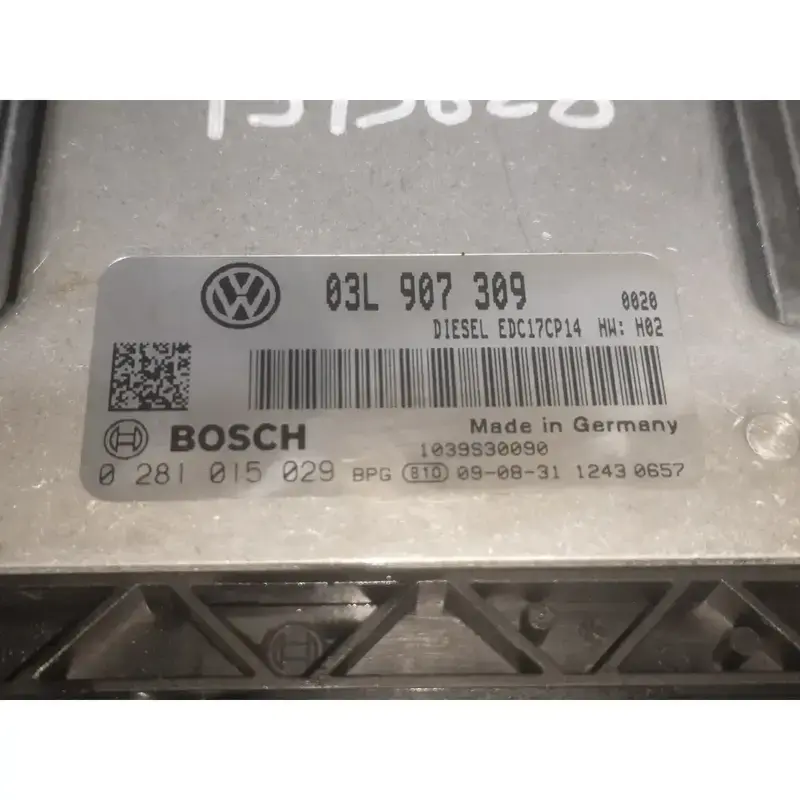 03L 907 309 0020
DIESEL EDC17CP14 HW: H02
Made in Germany
BOSCH
1039S30090
0 281 015 029 BPG 810 09-08-31 1243 0657